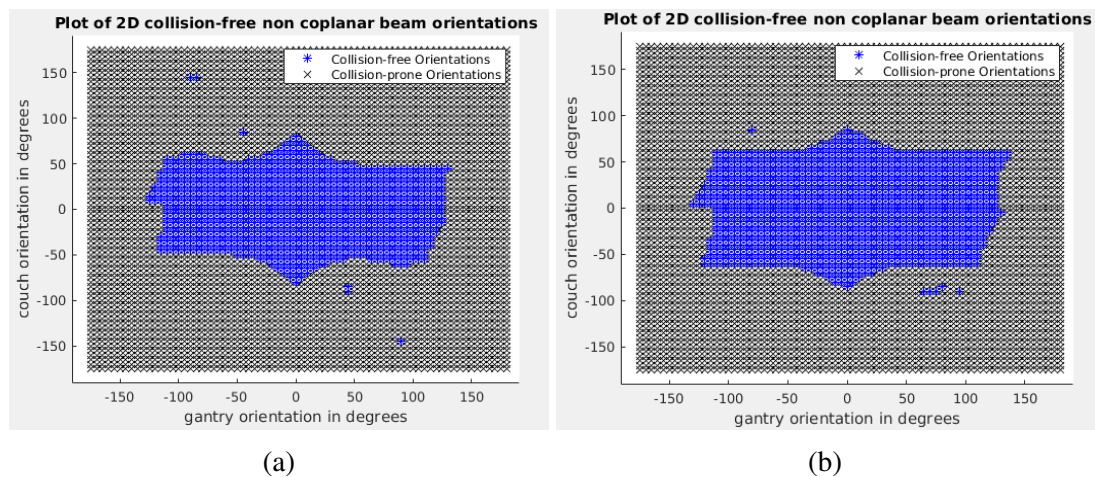 Plot of 2D collision-free non coplanar beam orientations
Collision-free Orientations
Collision-prone Orientations
150
100
50
0
-50
-100
-150
couch orientation in degrees
-150
-100
-50
0
50
100
150
gantry orientation in degrees
(a)
Plot of 2D collision-free non coplanar beam orientations
Collision-free Orientations
Collision-prone Orientations
150
100
50
0
-50
-100
-150
couch orientation in degrees
-150
-100
-50
0
50
100
150
gantry orientation in degrees
(b)